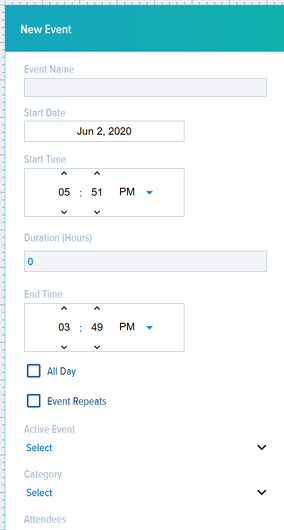 New Event
Event Name
Start Date
Jun 2, 2020
Start Time
05 : 51 PM
Duration (Hours)
0
End Time
03 : 49 PM
All Day
Event Repeats
Active Event
Select
Category
Select
Attendees